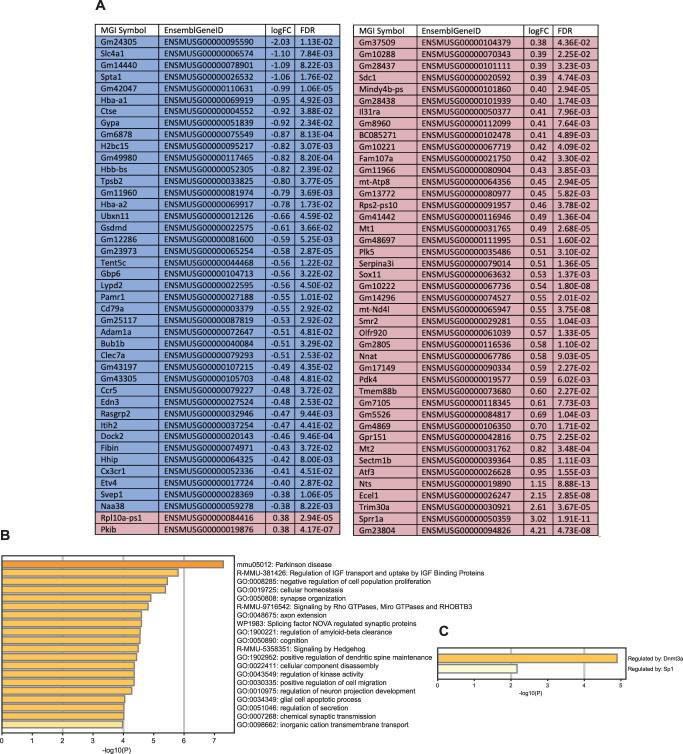 A
MGI Symbol EnsemblGeneID logFC FDR
Gm24305 ENSMUSG00000095590 -2.03 1.13E-02
Slc4a1 ENSMUSG00000006574 -1.10 7.84E-03
Gm14440 ENSMUSG00000078901 -1.09 8.22E-03
Spta1 ENSMUSG00000026532 -1.06 1.76E-02
Gm42047 ENSMUSG00000110631 -0.99 1.06E-05
Hba-a1 ENSMUSG00000069919 -0.95 4.92E-03
Ctse ENSMUSG00000004552 -0.92 3.88E-02
Gypa ENSMUSG00000051839 -0.92 2.34E-02
Gm6878 ENSMUSG00000075549 -0.87 8.13E-04
H2bc15 ENSMUSG00000095217 -0.82 3.07E-03
Gm49980 ENSMUSG00000117465 -0.82 8.20E-04
Hbb-bs ENSMUSG00000052305 -0.82 2.39E-02
Tpsb2 ENSMUSG00000033825 -0.80 3.77E-05
Gm11960 ENSMUSG00000081974 -0.79 3.69E-03
Hba-a2 ENSMUSG00000069917 -0.78 1.73E-02
Ubxn11 ENSMUSG00000012126 -0.66 4.59E-02
Gsdmd ENSMUSG00000022575 -0.61 3.66E-02
Gm12286 ENSMUSG00000081600 -0.59 5.25E-03
Gm23973 ENSMUSG00000065254 -0.58 2.87E-05
Tent5c ENSMUSG00000044468 -0.56 1.22E-02
Gbp6 ENSMUSG00000104713 -0.56 3.22E-02
Lypd2 ENSMUSG00000022595 -0.56 4.50E-02
Pamr1 ENSMUSG00000027188 -0.55 1.01E-02
Cd79a ENSMUSG00000003379 -0.55 2.92E-02
Gm25117 ENSMUSG00000087819 -0.53 2.92E-02
Adam1a ENSMUSG00000072647 -0.51 4.81E-02
Bub1b ENSMUSG00000040084 -0.51 3.29E-02
Clec7a ENSMUSG00000079293 -0.51 2.53E-02
Gm43197 ENSMUSG00000107215 -0.49 4.35E-02
Gm43305 ENSMUSG00000105703 -0.48 4.81E-02
Ccr5 ENSMUSG00000079227 -0.48 3.72E-02
Edn3 ENSMUSG00000027524 -0.48 2.53E-02
Rasgrp2 ENSMUSG00000032946 -0.47 9.44E-03
Itih2 ENSMUSG00000037254 -0.47 4.41E-02
Dock2 ENSMUSG00000020143 -0.46 9.46E-04
Fibin ENSMUSG00000074971 -0.43 3.72E-02
Hhip ENSMUSG00000064325 -0.42 8.00E-03
Cx3cr1 ENSMUSG00000052336 -0.41 4.51E-02
Etv4 ENSMUSG00000017724 -0.40 2.87E-02
Svep1 ENSMUSG00000028369 -0.38 1.06E-05
Naa38 ENSMUSG00000059278 -0.38 8.22E-03
Rpl10a-ps1 ENSMUSG00000084416 0.38 2.94E-05
Pkib ENSMUSG00000019876 0.38 4.17E-07
MGI Symbol EnsemblGeneID logFC FDR
Gm37509 ENSMUSG00000104379 0.38 4.36E-02
Gm10288 ENSMUSG00000070343 0.39 2.25E-02
Gm28437 ENSMUSG00000101111 0.39 3.23E-03
Sdc1 ENSMUSG00000020592 0.39 4.74E-03
Mindy4b-ps ENSMUSG00000101860 0.40 2.94E-05
Gm28438 ENSMUSG00000101939 0.40 1.74E-03
Il31ra ENSMUSG00000050377 0.41 7.96E-03
Gm8960 ENSMUSG00000112099 0.41 7.64E-03
BC085271 ENSMUSG00000102478 0.41 4.89E-03
Gm10221 ENSMUSG00000067719 0.42 4.09E-02
Fam107a ENSMUSG00000021750 0.42 3.30E-02
Gm11966 ENSMUSG00000080904 0.43 3.85E-03
mt-Atp8 ENSMUSG00000064356 0.45 2.94E-05
Gm13772 ENSMUSG00000080977 0.45 5.82E-03
Rps2-ps10 ENSMUSG00000091957 0.46 3.78E-02
Gm41442 ENSMUSG00000116946 0.49 1.36E-04
Mt1 ENSMUSG00000031765 0.49 2.68E-05
Gm48697 ENSMUSG00000111995 0.51 1.60E-02
Plk5 ENSMUSG00000035486 0.51 3.10E-02
Serpina3i ENSMUSG00000079014 0.51 1.36E-05
Sox11 ENSMUSG00000063632 0.53 1.37E-03
Gm10222 ENSMUSG00000067736 0.54 1.80E-08
Gm14296 ENSMUSG00000074527 0.55 2.01E-02
mt-Nd4l ENSMUSG00000065947 0.55 3.75E-08
Smr2 ENSMUSG00000029281 0.55 1.04E-03
Olfr920 ENSMUSG00000061039 0.57 1.33E-05
Gm2805 ENSMUSG00000116536 0.58 1.10E-02
Nnat ENSMUSG00000067786 0.58 9.03E-05
Gm17149 ENSMUSG00000090334 0.59 2.27E-02
Pdk4 ENSMUSG00000019577 0.59 6.02E-03
Tmem88b ENSMUSG00000073680 0.60 2.27E-02
Gm7105 ENSMUSG00000118345 0.61 7.73E-03
Gm5526 ENSMUSG00000084817 0.69 1.04E-03
Gm4869 ENSMUSG00000106350 0.70 1.71E-02
Gpr151 ENSMUSG00000042816 0.75 2.25E-02
Mt2 ENSMUSG00000031762 0.82 3.48E-04
Sectm1b ENSMUSG00000039364 0.85 1.11E-03
Atf3 ENSMUSG00000026628 0.95 1.55E-03
Nts ENSMUSG00000019890 1.15 8.88E-13
Ecel1 ENSMUSG00000026247 2.15 2.85E-08
Trim30a ENSMUSG00000030921 2.61 3.67E-05
Sprr1a ENSMUSG00000050359 3.02 1.91E-11
Gm23804 ENSMUSG00000094826 4.21 4.73E-08
B
mmu05012: Parkinson disease
R-MMU-381426: Regulation of IGF transport and uptake by IGF Binding Proteins
GO:0008285: negative regulation of cell population proliferation
GO:0019725: cellular homeostasis
GO:0050808: synapse organization
R-MMU-9716542: Signaling by Rho GTPases, Miro GTPases and RHOBTB3
GO:0048675: axon extension
WP1983: Splicing factor NOVA regulated synaptic proteins
GO:1900221: regulation of amyloid-beta clearance
GO:0050890: cognition
R-MMU-5358351: Signaling by Hedgehog
GO:1902952: positive regulation of dendritic spine maintenance
GO:0022411: cellular component disassembly
GO:0043549: regulation of kinase activity
GO:0030335: positive regulation of cell migration
GO:0010975: regulation of neuron projection development
GO:0034349: glial cell apoptotic process
GO:0051046: regulation of secretion
GO:0007268: chemical synaptic transmission
GO:0098662: inorganic cation transmembrane transport
0 1 2 3 4 5 6 7
-log10(P)
C
Regulated by: Dnmt3a
Regulated by: Sp1
0 1 2 3 4 5
-log10(P)